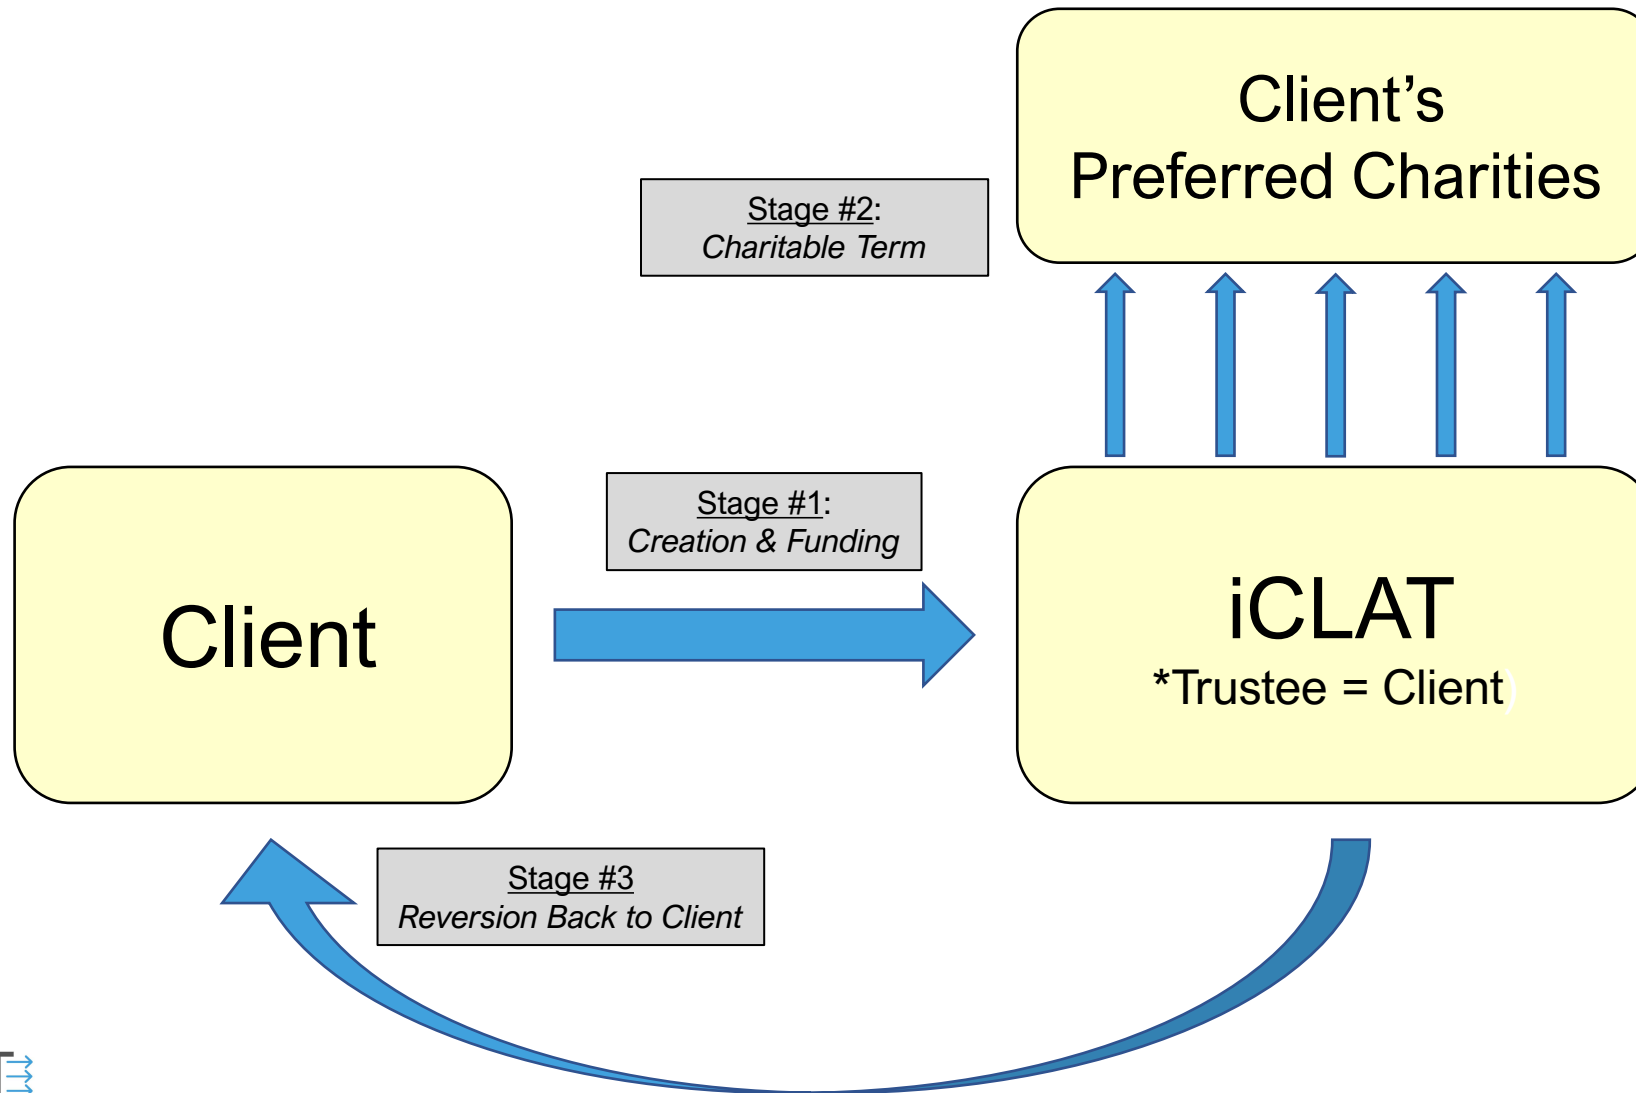 Client’s
Preferred Charities
Stage #2:
Charitable Term
Stage #1:
Creation & Funding
Client
iCLAT
*Trustee = Client)
Stage #3
Reversion Back to Client